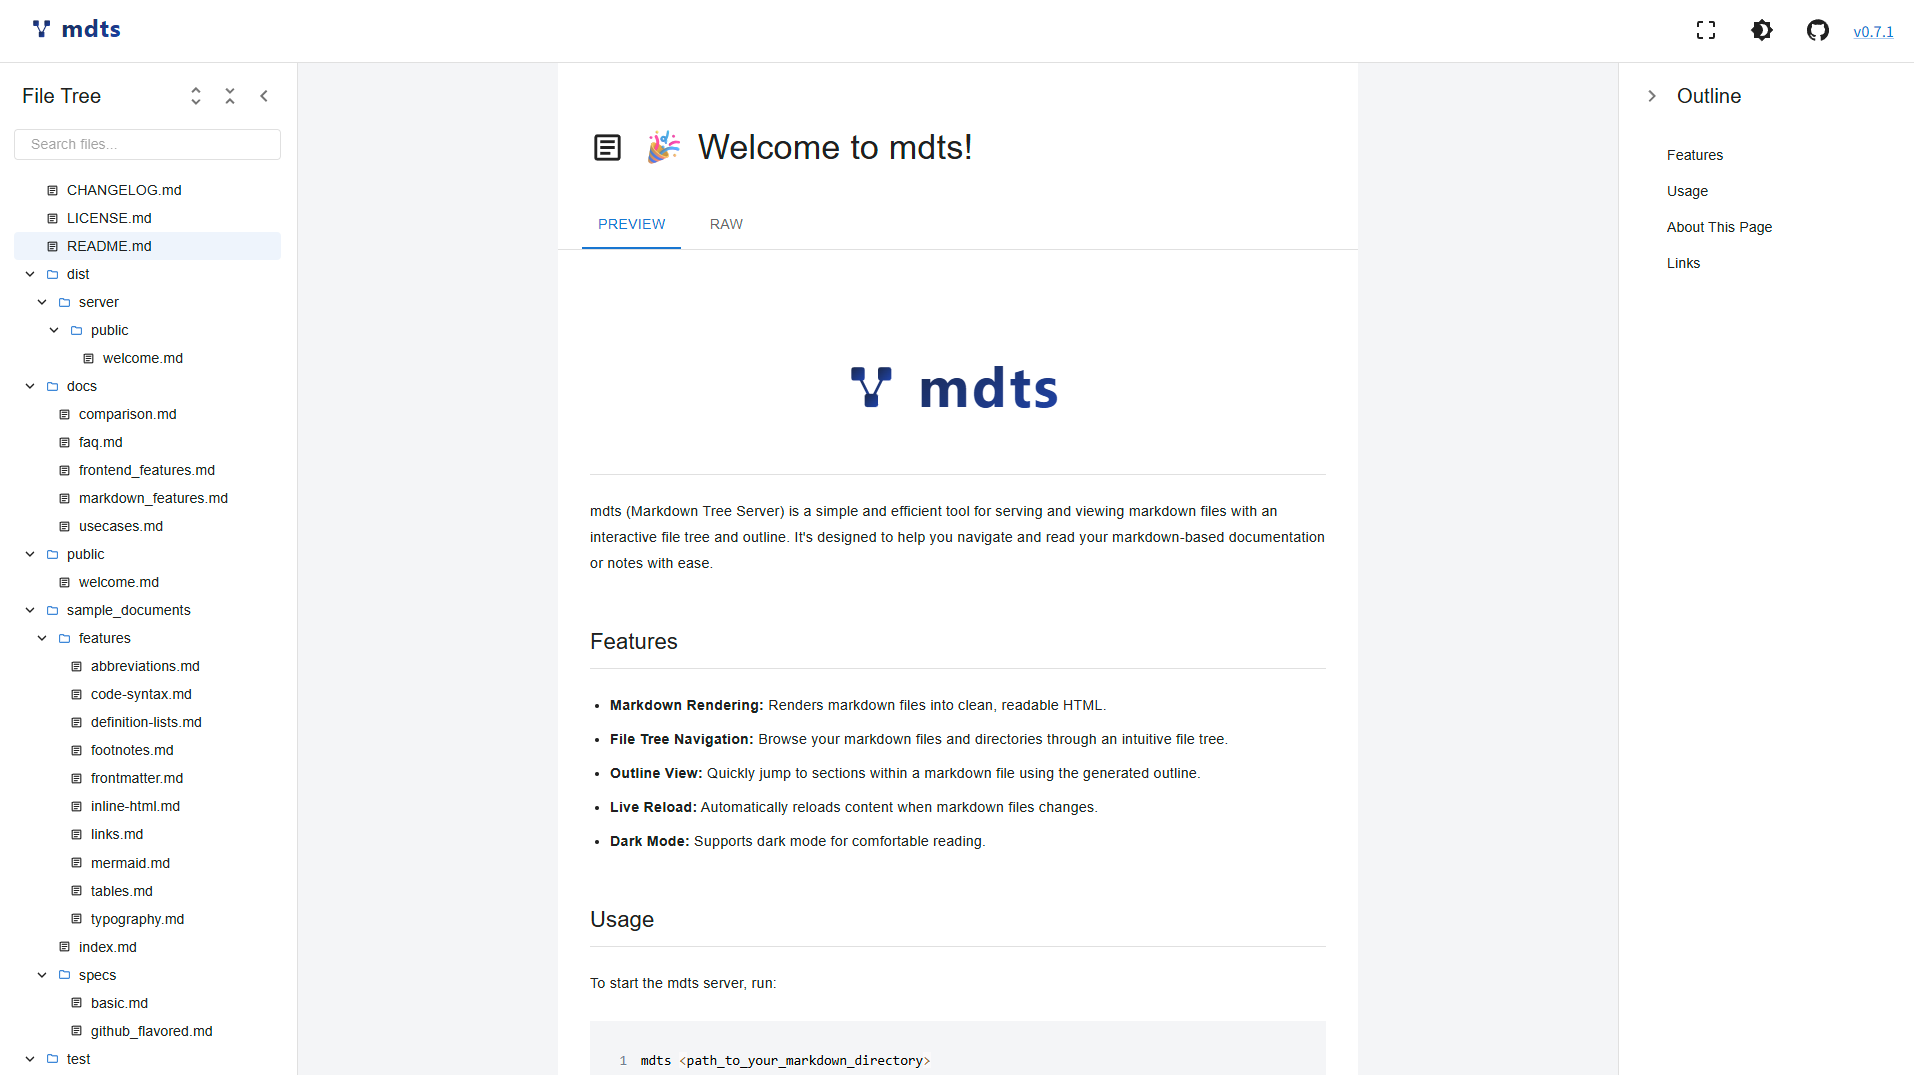 mdts
v0.7.1
File Tree
Search files...
CHANGELOG.md
LICENSE.md
README.md
dist
server
public
welcome.md
docs
comparison.md
faq.md
frontend_features.md
markdown_features.md
usecases.md
public
welcome.md
sample_documents
features
abbreviations.md
code-syntax.md
definition-lists.md
footnotes.md
frontmatter.md
inline-html.md
links.md
mermaid.md
tables.md
typography.md
index.md
specs
basic.md
github_flavored.md
test
🎉 Welcome to mdts!
PREVIEW RAW
mdts
mdts (Markdown Tree Server) is a simple and efficient tool for serving and viewing markdown files with an
interactive file tree and outline. It's designed to help you navigate and read your markdown-based documentation
or notes with ease.
Features
• Markdown Rendering: Renders markdown files into clean, readable HTML.
• File Tree Navigation: Browse your markdown files and directories through an intuitive file tree.
• Outline View: Quickly jump to sections within a markdown file using the generated outline.
• Live Reload: Automatically reloads content when markdown files changes.
• Dark Mode: Supports dark mode for comfortable reading.
Usage
To start the mdts server, run:
1 mdts <path_to_your_markdown_directory>
Outline
Features
Usage
About This Page
Links